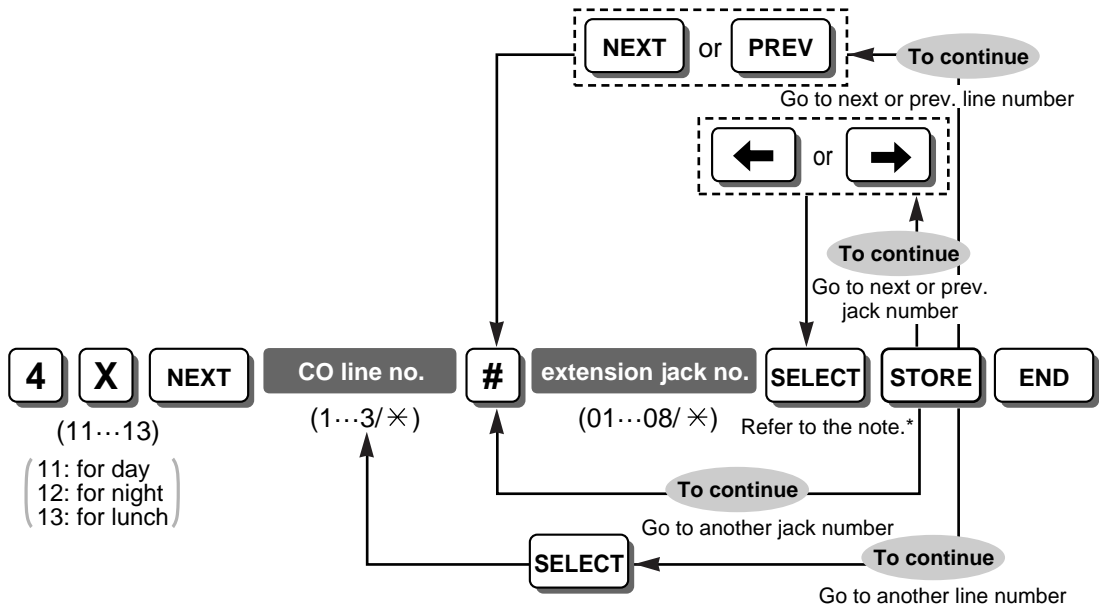 NEXT or PREV
To continue
Go to next or prev. line number
← or →
To continue
Go to next or prev.
jack number
4 X NEXT CO line no. # extension jack no. SELECT STORE END
(11…13)
(1…3/✳)
(01…08/✳)
Refer to the note.*
11: for day
12: for night
13: for lunch
To continue
Go to another jack number
SELECT
To continue
Go to another line number